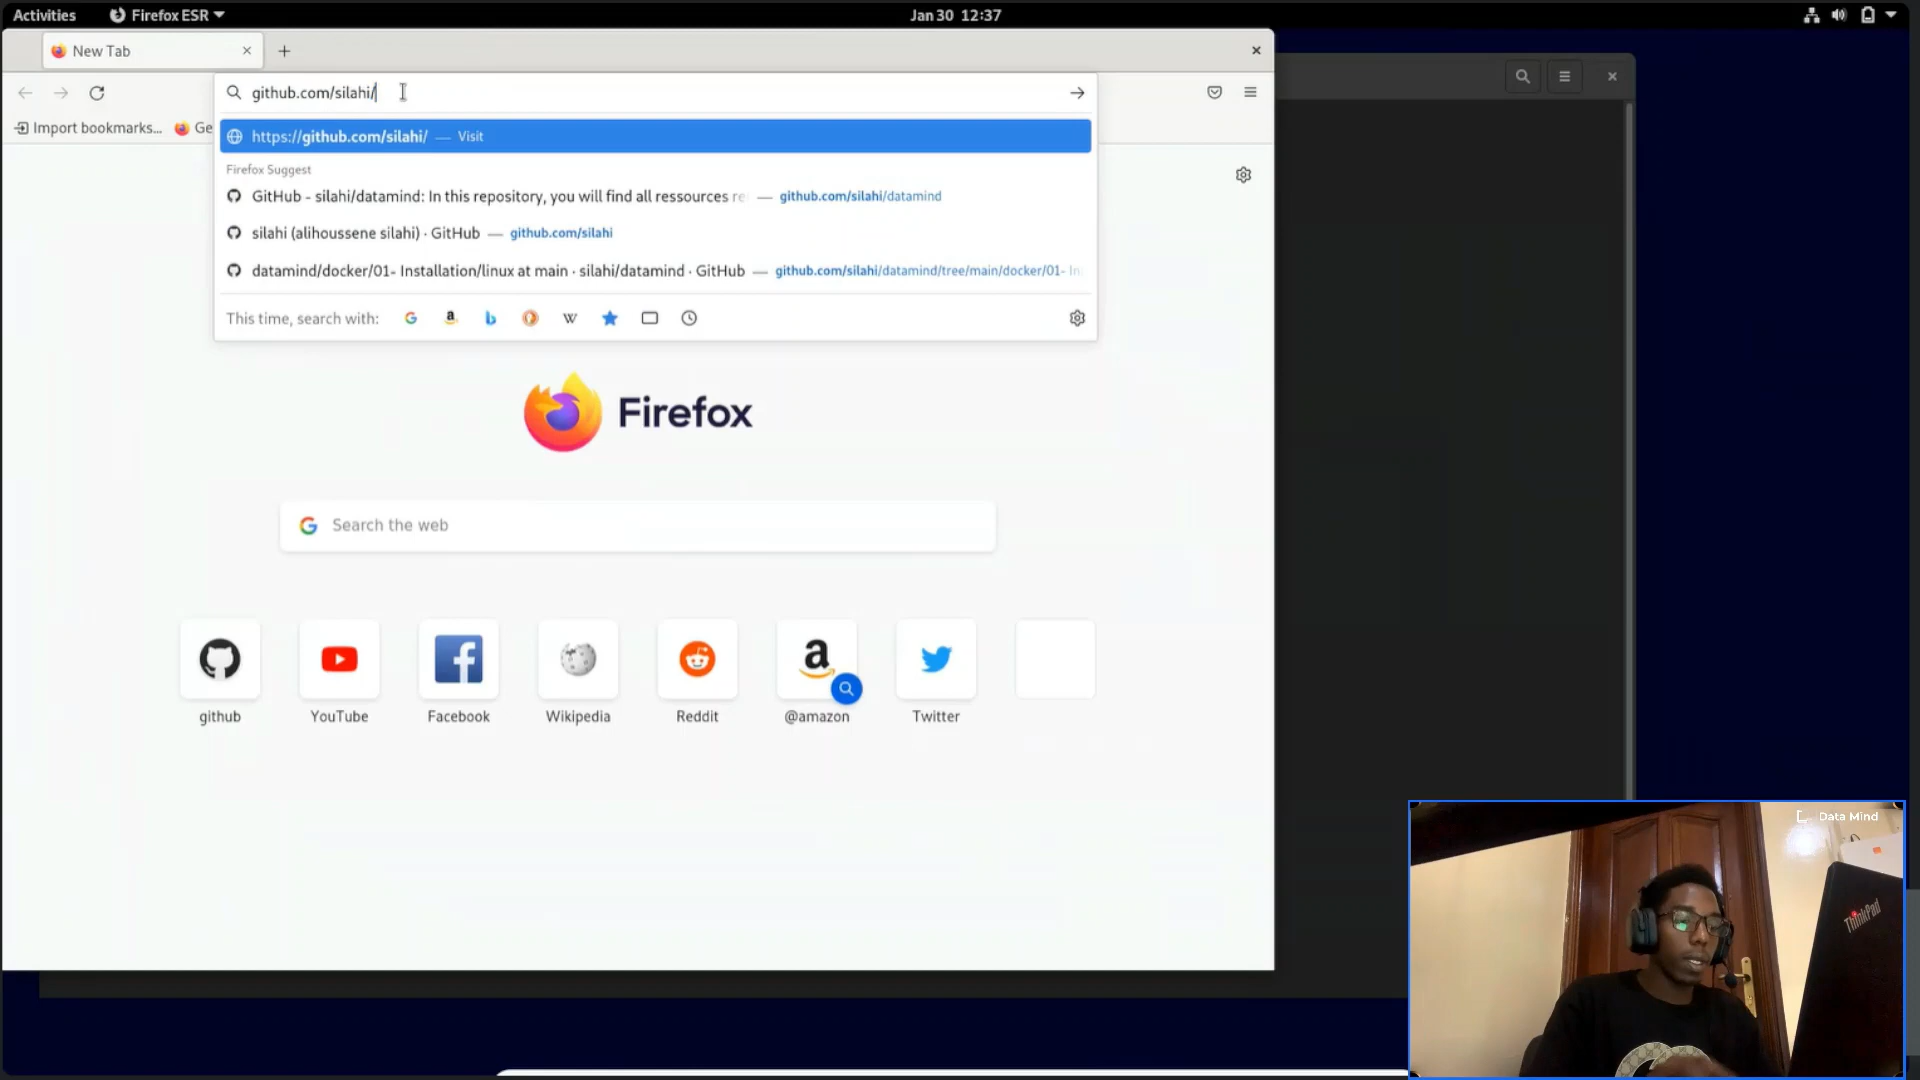 Activities
Firefox ESR
Jan 30 12:37
New Tab
github.com/silahi/
Import bookmarks...
Ge
https://github.com/silahi/ — Visit
Firefox Suggest
GitHub - silahi/datamind: In this repository, you will find all ressources re — github.com/silahi/datamind
silahi (alihoussene silahi) · GitHub — github.com/silahi
datamind/docker/01- Installation/linux at main · silahi/datamind · GitHub — github.com/silahi/datamind/tree/main/docker/01- In
This time, search with:
Firefox
Search the web
github
YouTube
Facebook
Wikipedia
Reddit
@amazon
Twitter
Data Mind
ThinkPad